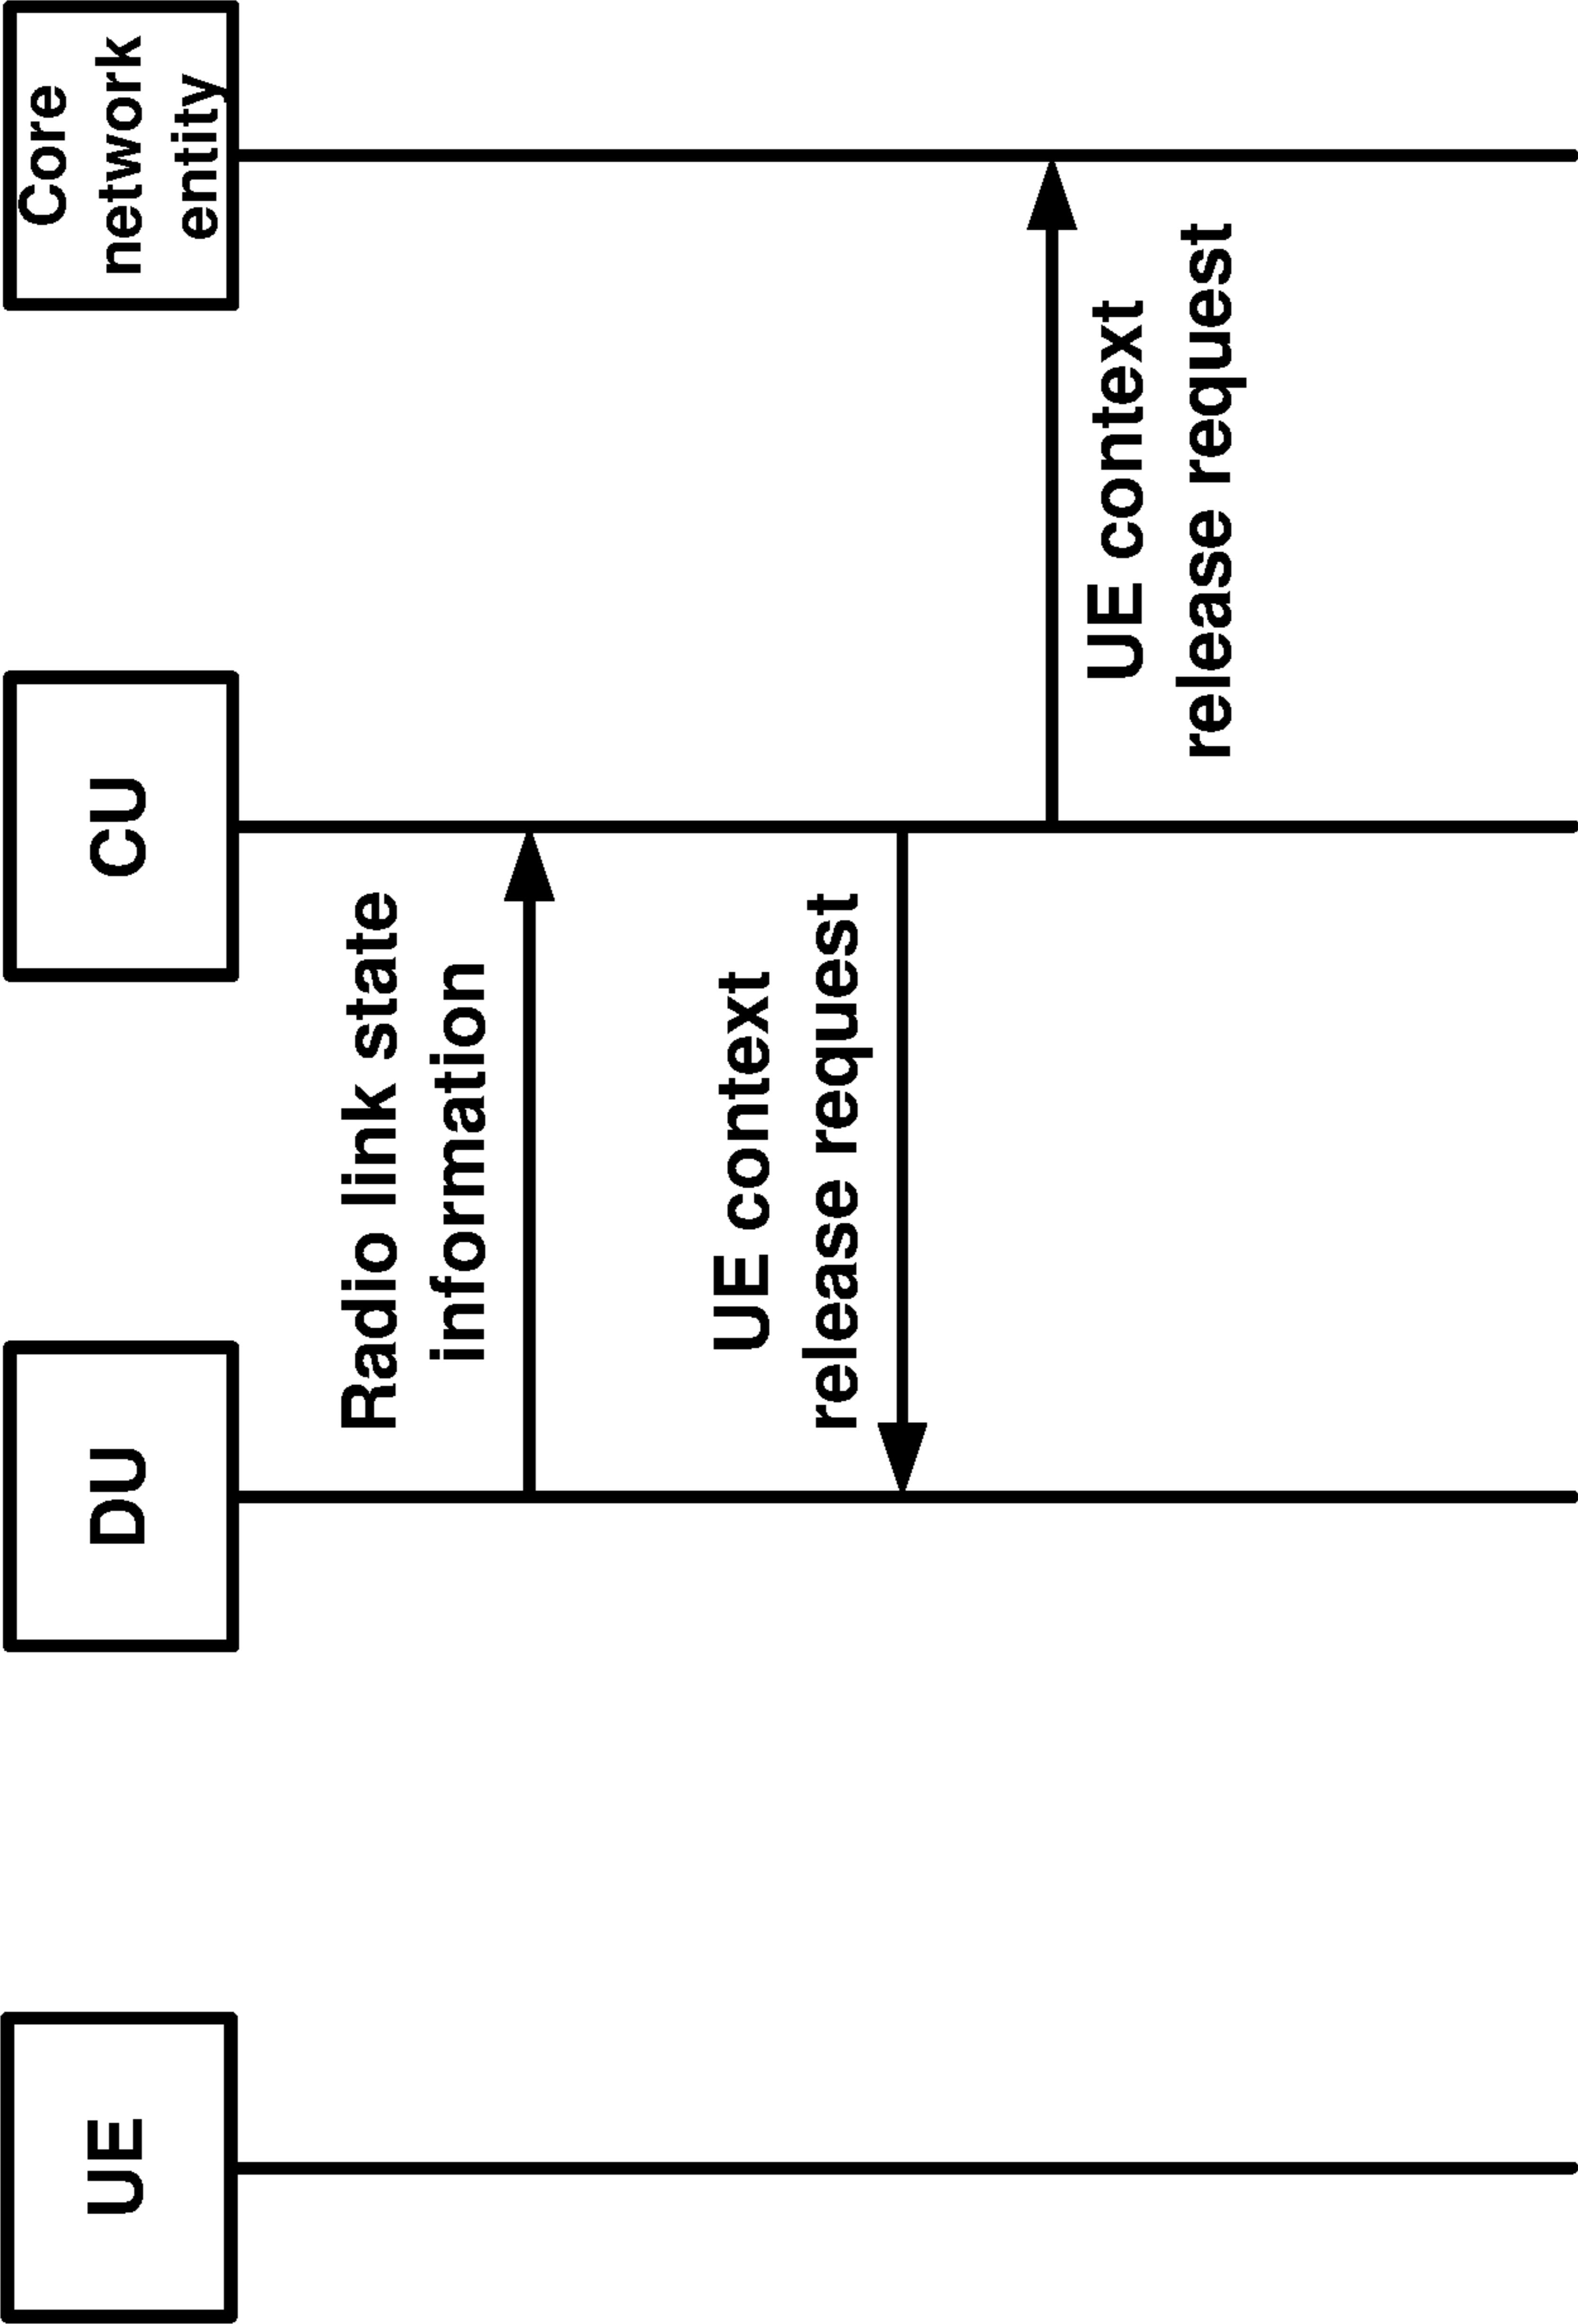 UE
DU
CU
Core
network
entity
Radio link state
information
UE context
release request
UE context
release request